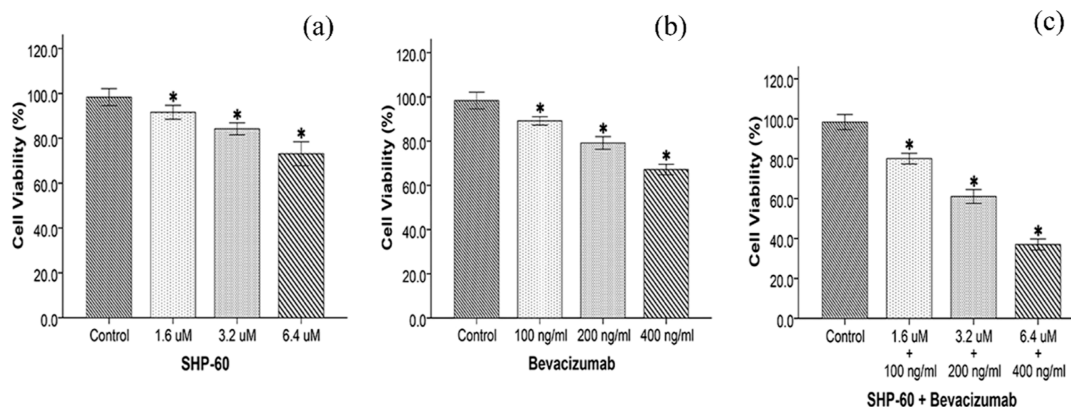 (a)
Cell Viability (%)
120.0
100.0
80.0
60.0
40.0
20.0
0.0
*
*
*
Control 1.6 uM 3.2 uM 6.4 uM
SHP-60
(b)
Cell Viability (%)
120.0
100.0
80.0
60.0
40.0
20.0
0.0
*
*
*
Control 100 ng/ml 200 ng/ml 400 ng/ml
Bevacizumab
(c)
Cell Viability (%)
120.0
100.0
80.0
60.0
40.0
20.0
0.0
*
*
*
Control 1.6 uM 3.2 uM 6.4 uM
+ + +
100 ng/ml 200 ng/ml 400 ng/ml
SHP-60 + Bevacizumab